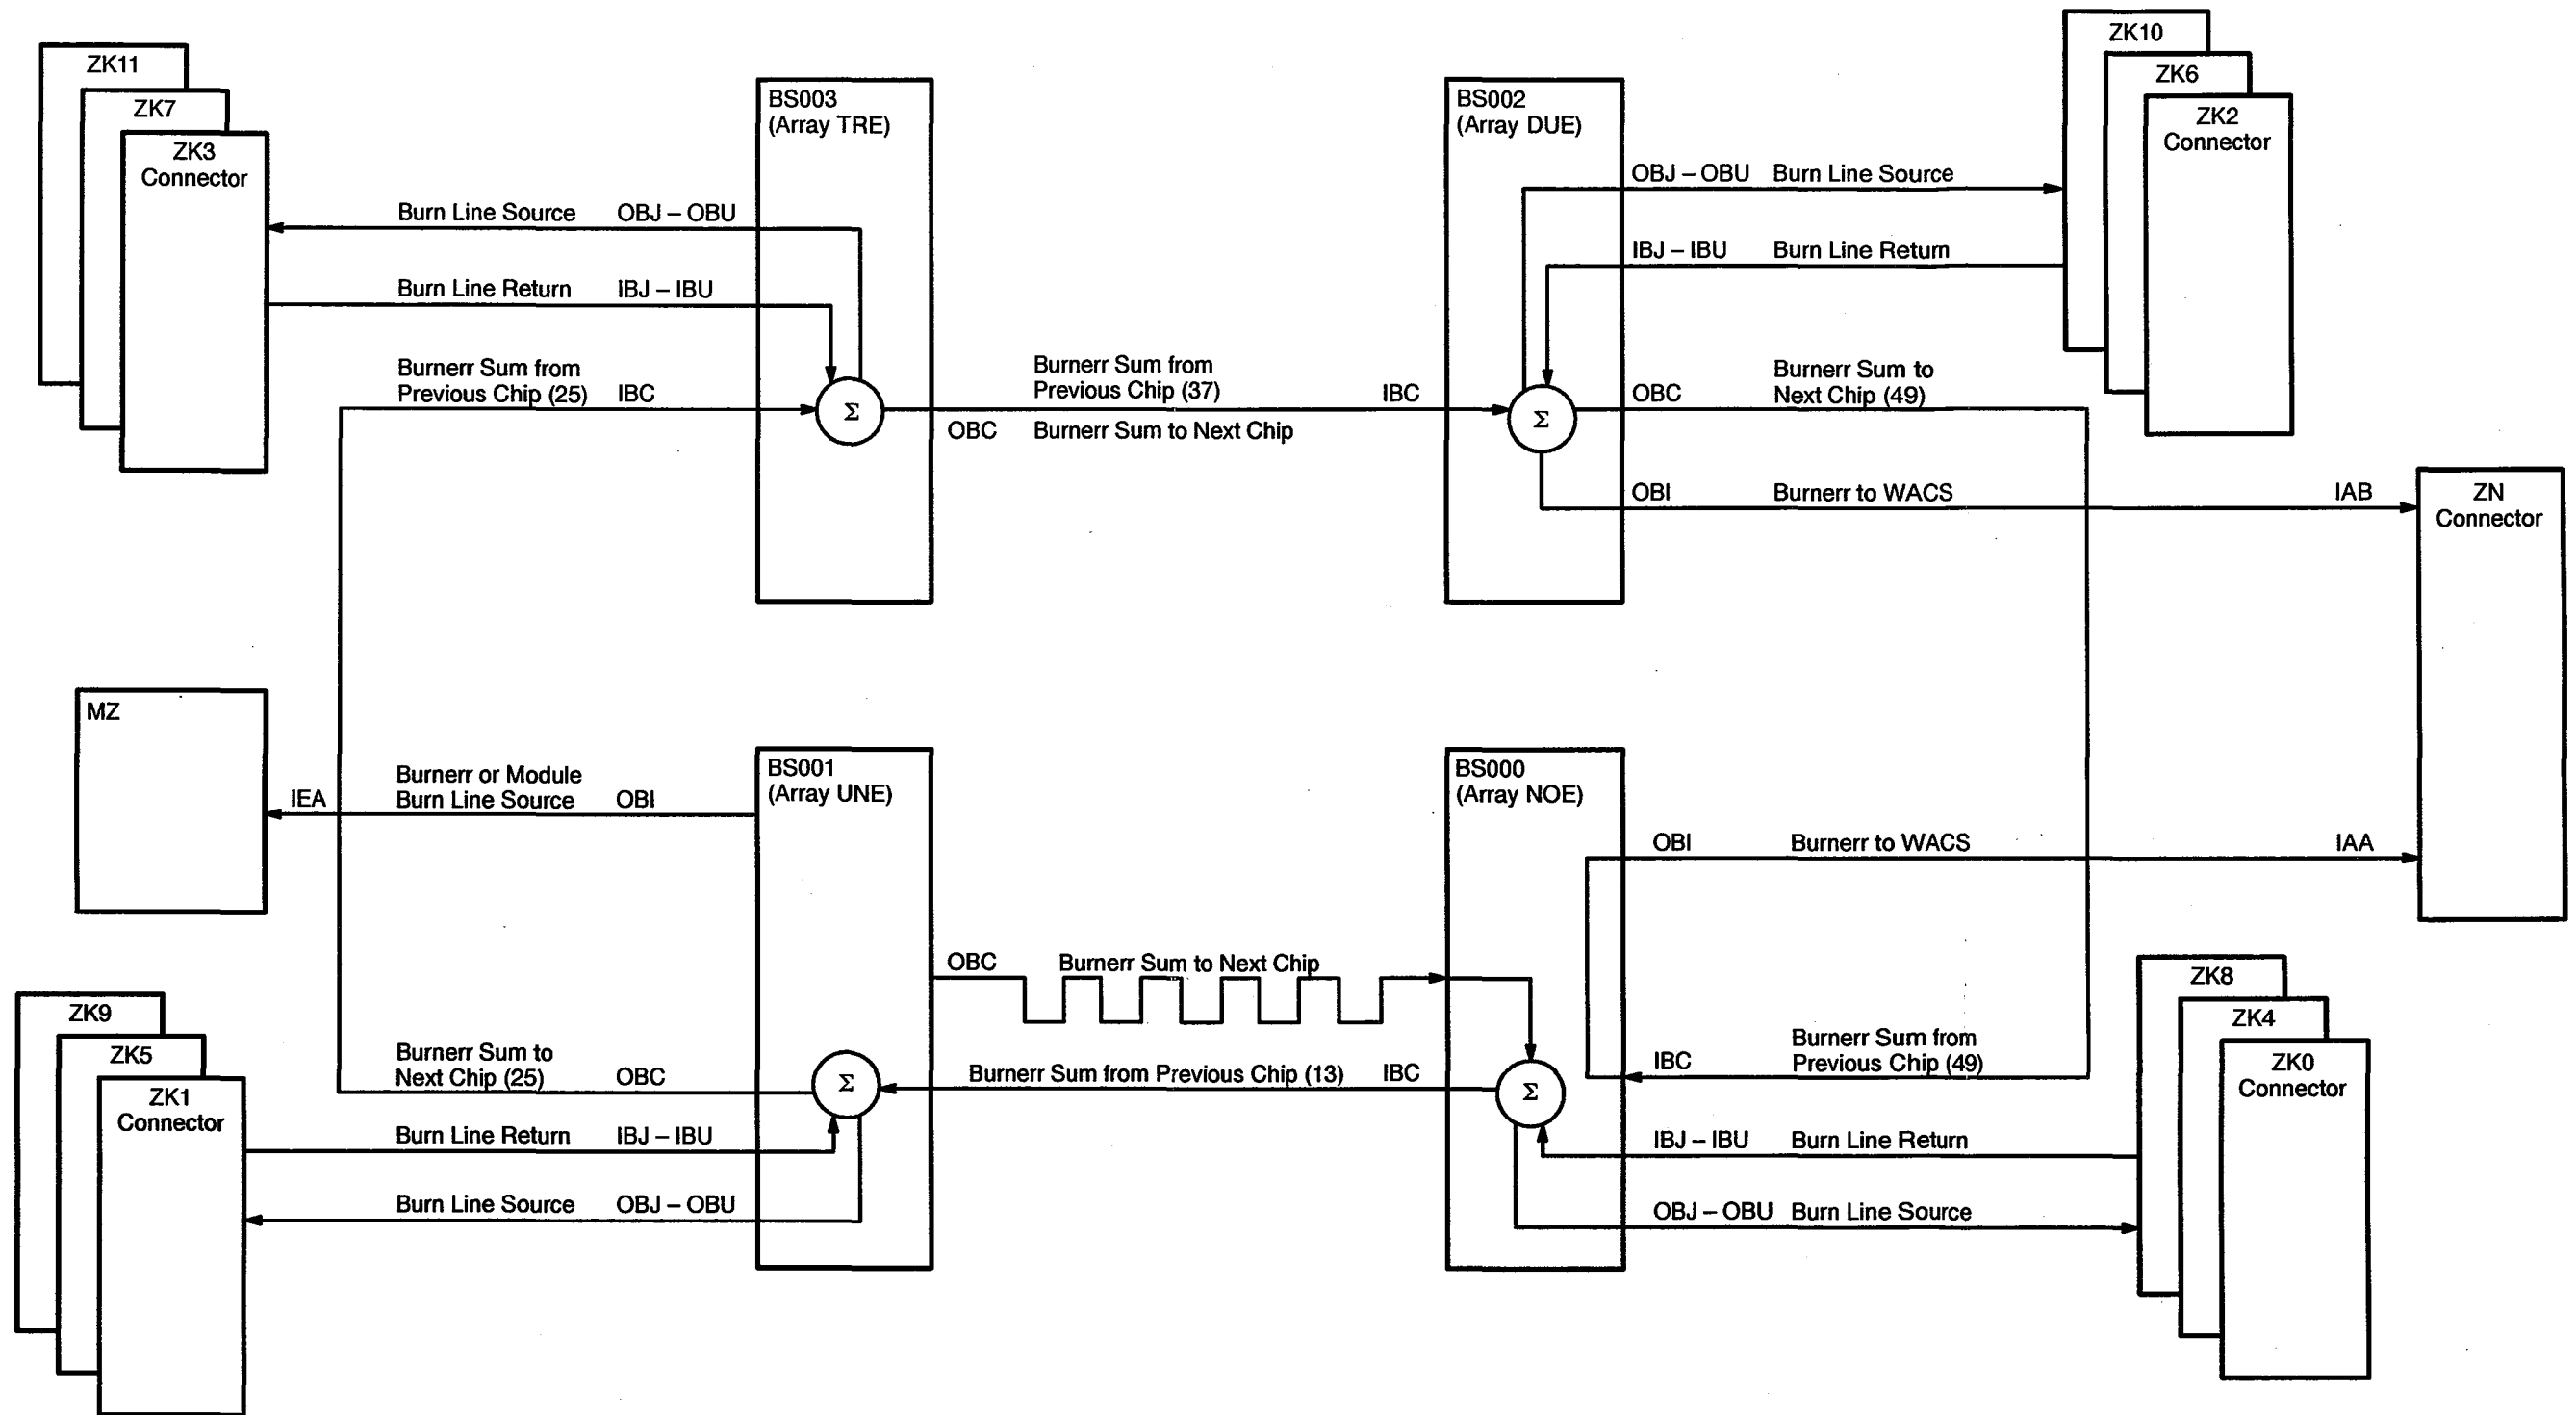 ZK11
ZK7
ZK3
Connector
BS003
(Array TRE)
Burn Line Source OBJ – OBU
Burn Line Return IBJ – IBU
Burnerr Sum from
Previous Chip (25) IBC
Σ
Burnerr Sum from
Previous Chip (37) IBC
OBC Burnerr Sum to Next Chip
BS002
(Array DUE)
ZK10
ZK6
ZK2
Connector
OBJ – OBU Burn Line Source
IBJ – IBU Burn Line Return
Σ
Burnerr Sum to
OBC Next Chip (49)
OBI Burnerr to WACS IAB
ZN
Connector
MZ
Burnerr or Module
IEA Burn Line Source OBI
BS001
(Array UNE)
BS000
(Array NOE)
OBI Burnerr to WACS IAA
OBC Burnerr Sum to Next Chip
ZK9
ZK5
ZK1
Connector
Burnerr Sum to
Next Chip (25) OBC
Σ
Burnerr Sum from Previous Chip (13) IBC
Σ
Burnerr Sum from
IBC Previous Chip (49)
ZK8
ZK4
ZK0
Connector
Burn Line Return IBJ – IBU
Burn Line Source OBJ – OBU
IBJ – IBU Burn Line Return
OBJ – OBU Burn Line Source